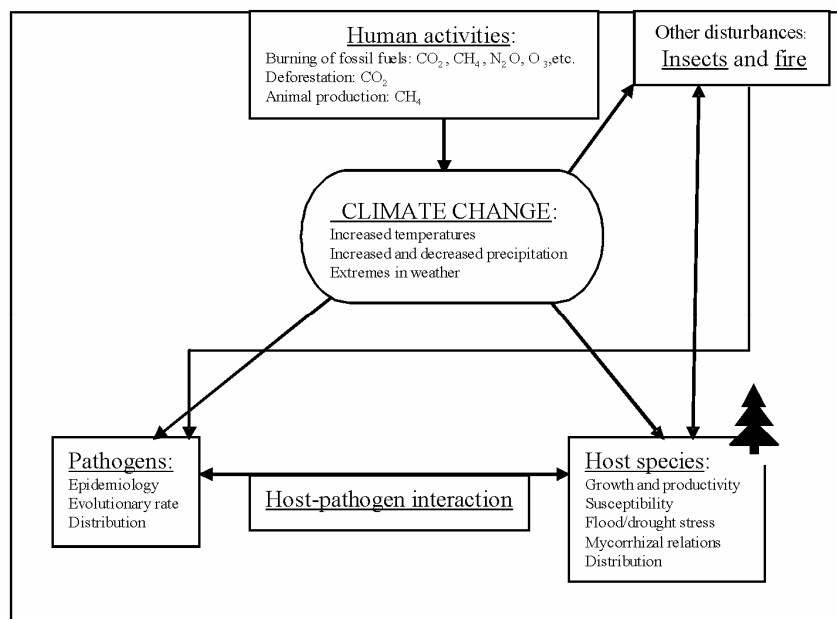 Human activities:
Burning of fossil fuels: CO₂, CH₄, N₂O, O₃,etc.
Deforestation: CO₂
Animal production: CH₄
Other disturbances:
Insects and fire
CLIMATE CHANGE:
Increased temperatures
Increased and decreased precipitation
Extremes in weather
Pathogens:
Epidemiology
Evolutionary rate
Distribution
Host-pathogen interaction
Host species:
Growth and productivity
Susceptibility
Flood/drought stress
Mycorrhizal relations
Distribution